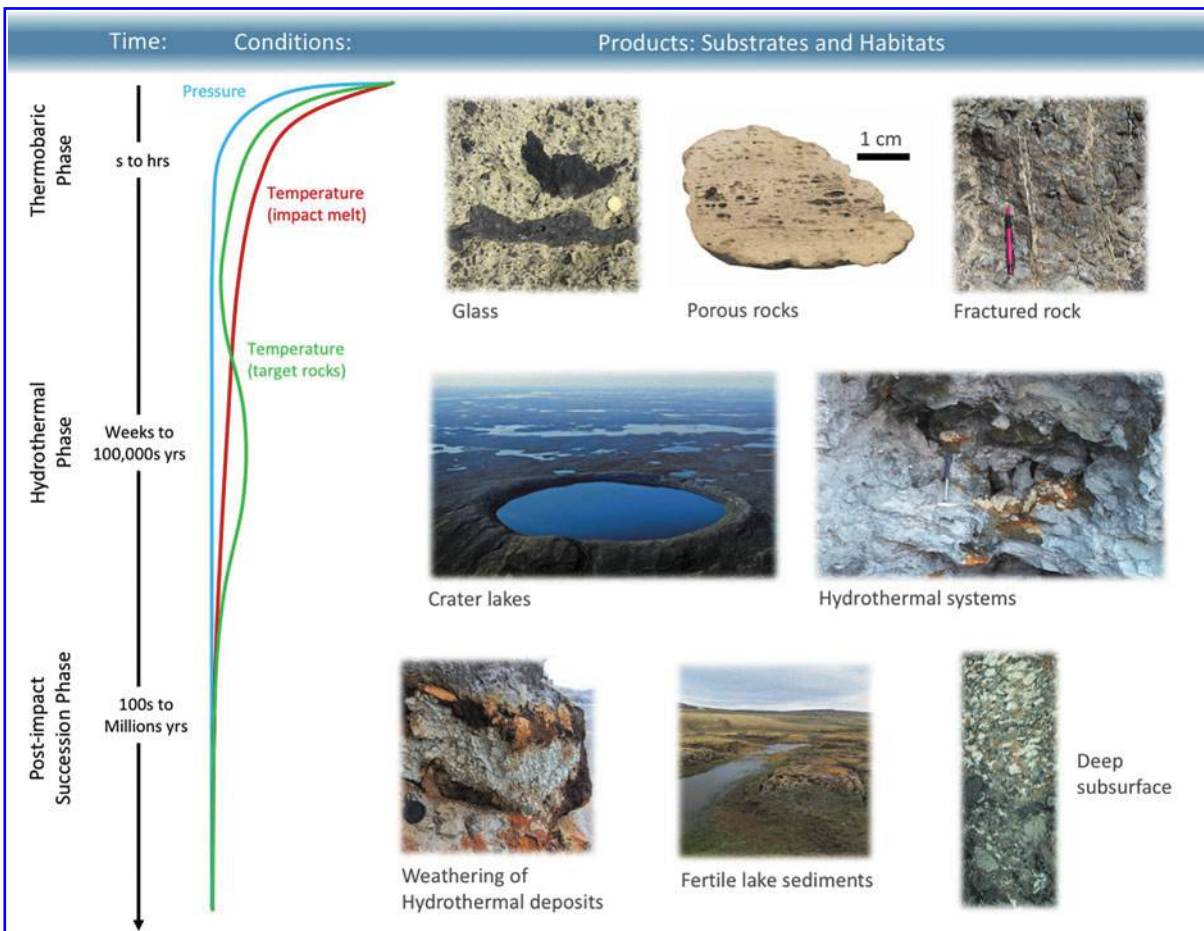 Time:
Conditions:
Products: Substrates and Habitats
Thermobaric
Phase
s to hrs
Pressure
Temperature
(impact melt)
1 cm
Glass
Porous rocks
Fractured rock
Hydrothermal
Phase
Weeks to
100,000s yrs
Temperature
(target rocks)
Crater lakes
Hydrothermal systems
Post-impact
Succession Phase
100s to
Millions yrs
Weathering of
Hydrothermal deposits
Fertile lake sediments
Deep
subsurface